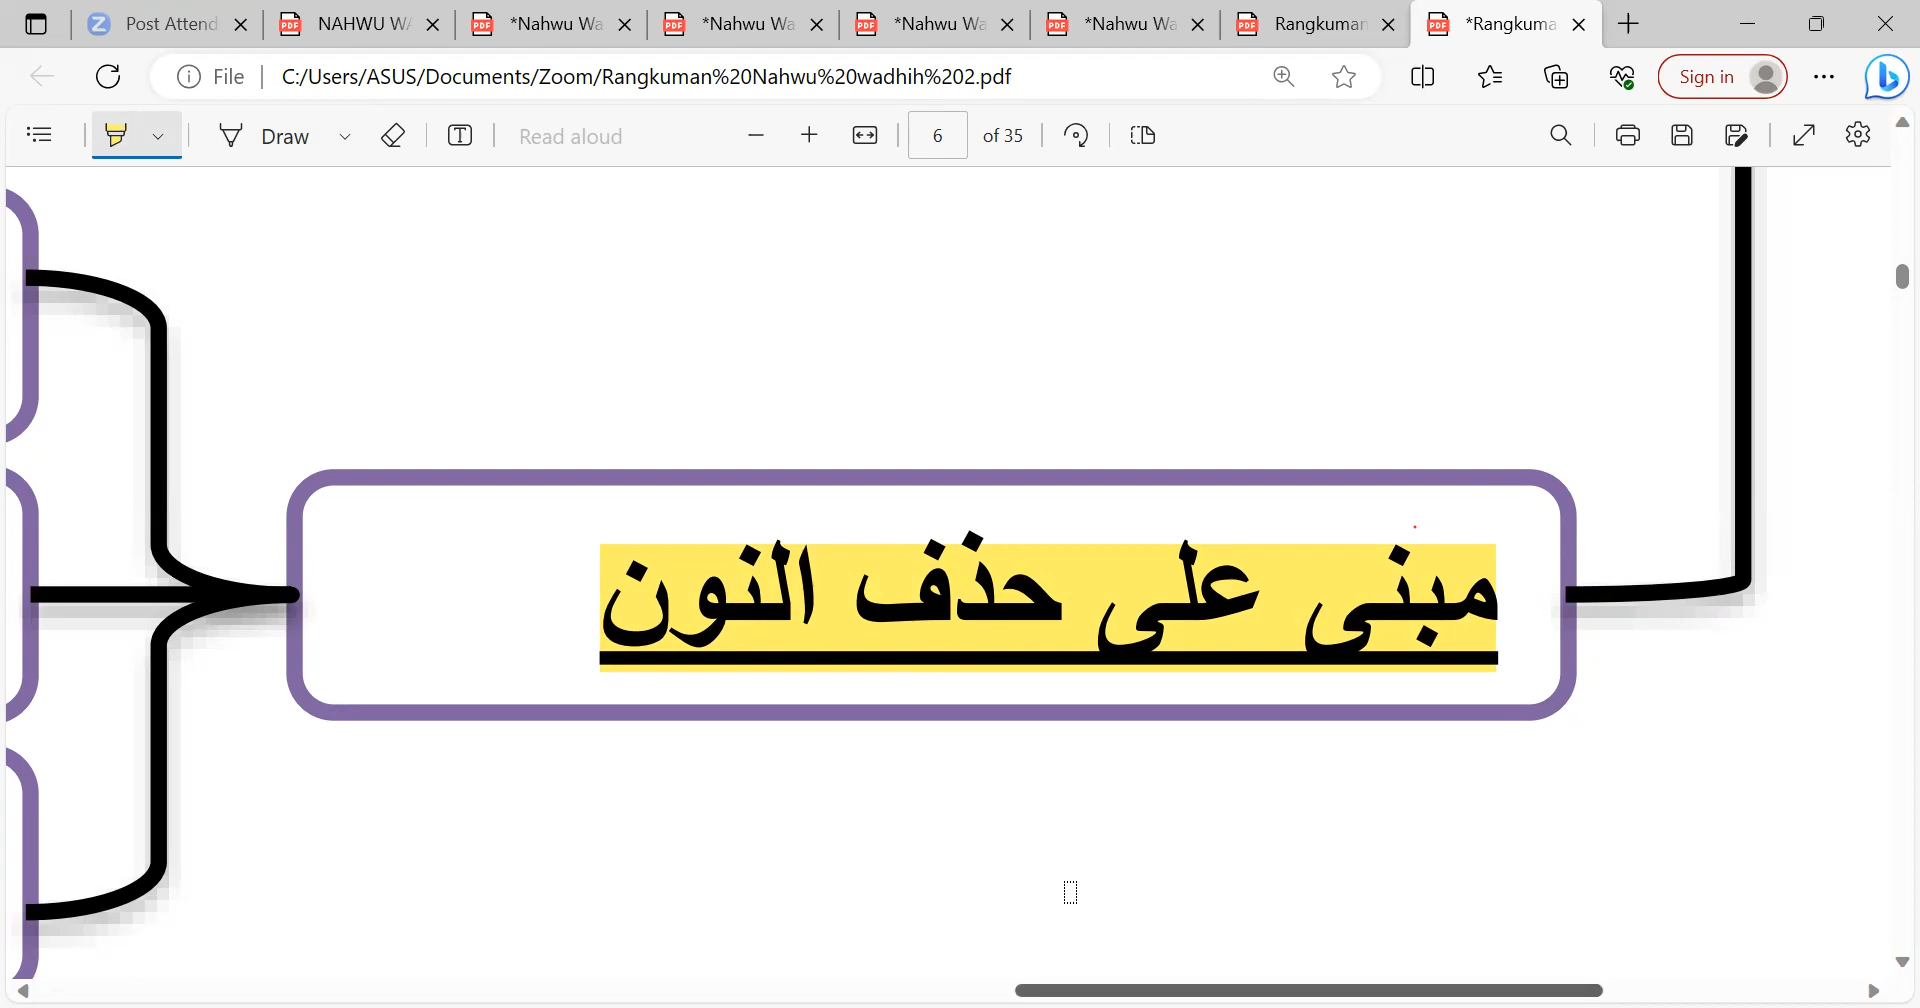 Post Attend
NAHWU WA
*Nahwu Wa
*Nahwu Wa
*Nahwu Wa
*Nahwu Wa
Rangkuman
*Rangkuma
File
C:/Users/ASUS/Documents/Zoom/Rangkuman%20Nahwu%20wadhih%202.pdf
Sign in
Draw
Read aloud
6 of 35
مبنى على حذف النون